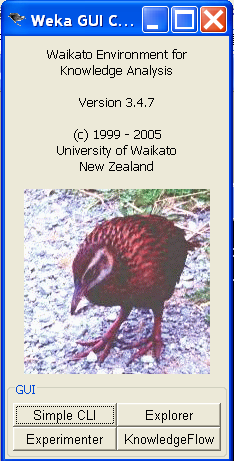 Weka GUI C...
Waikato Environment for
Knowledge Analysis
Version 3.4.7
(c) 1999 - 2005
University of Waikato
New Zealand
GUI
Simple CLI
Explorer
Experimenter
KnowledgeFlow